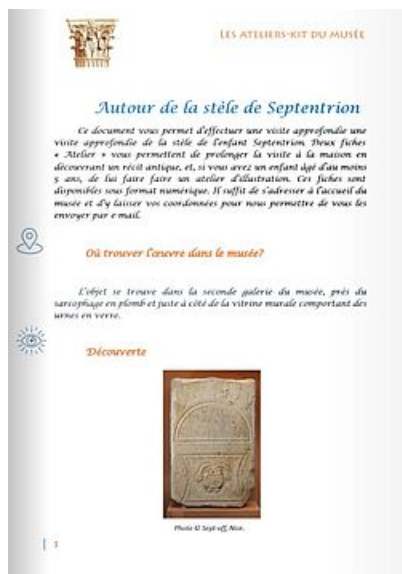 LES ATELIERS-KIT DU MUSÉE
Autour de la stèle de Septentrion
Ce document vous permet d'effectuer une visite approfondie une
visite approfondie de la stèle de l'enfant Septentrion. Deux fiches
« Atelier » vous permettent de prolonger la visite à la maison en
découvrant un récit antique, et, si vous avez un enfant âgé d'au moins
5 ans, de lui faire faire un atelier d'illustration. Ces fiches sont
disponibles sous format numérique. Il suffit de s'adresser à l'accueil du
musée et d'y laisser vos coordonnées pour nous permettre de vous les
envoyer par e mail.
Où trouver l'œuvre dans le musée?
L'objet se trouve dans la seconde galerie du musée, près du
sarcophage en plomb et juste à côté de la vitrine murale comportant des
urnes en verre.
Découverte
Photo © Septoff, Nice.
1